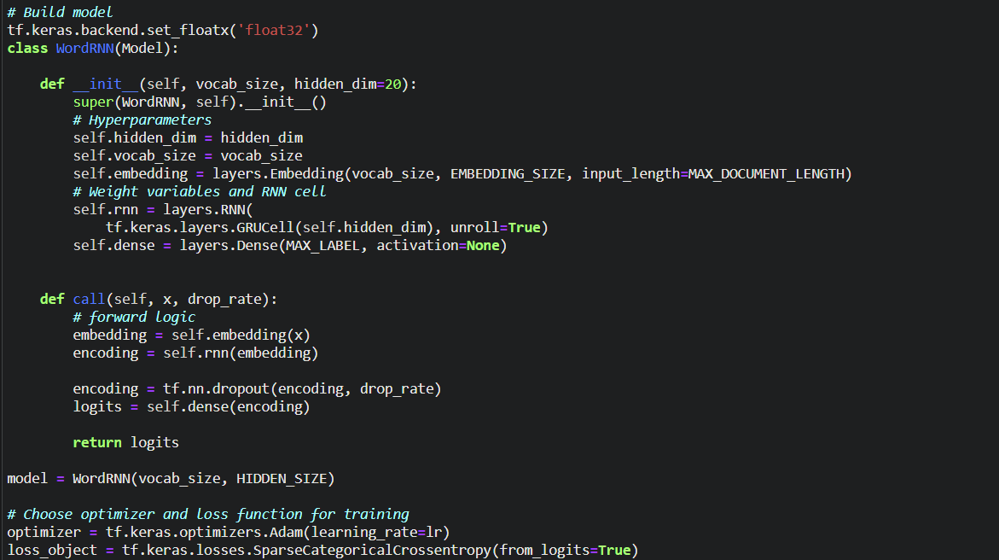 # Build model
tf.keras.backend.set_floatx('float32')
class WordRNN(Model):
    def __init__(self, vocab_size, hidden_dim=20):
        super(WordRNN, self).__init__()
        # Hyperparameters
        self.hidden_dim = hidden_dim
        self.vocab_size = vocab_size
        self.embedding = layers.Embedding(vocab_size, EMBEDDING_SIZE, input_length=MAX_DOCUMENT_LENGTH)
        # Weight variables and RNN cell
        self.rnn = layers.RNN(
            tf.keras.layers.GRUCell(self.hidden_dim), unroll=True)
        self.dense = layers.Dense(MAX_LABEL, activation=None)
    def call(self, x, drop_rate):
        # forward logic
        embedding = self.embedding(x)
        encoding = self.rnn(embedding)
        encoding = tf.nn.dropout(encoding, drop_rate)
        logits = self.dense(encoding)
        return logits
model = WordRNN(vocab_size, HIDDEN_SIZE)
# Choose optimizer and loss function for training
optimizer = tf.keras.optimizers.Adam(learning_rate=lr)
loss_object = tf.keras.losses.SparseCategoricalCrossentropy(from_logits=True)